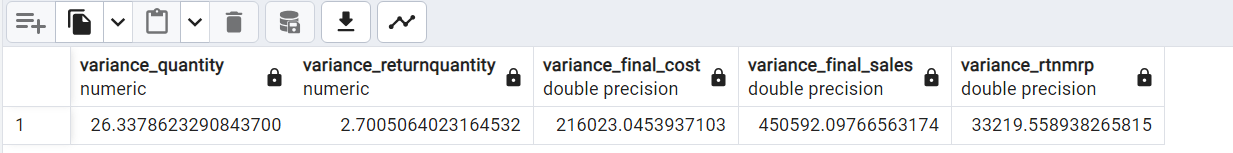 variance_quantity variance_returnquantity variance_final_cost variance_final_sales variance_rtnmrp
numeric numeric double precision double precision double precision
1 26.3378623290843700 2.7005064023164532 216023.0453937103 450592.09766563174 33219.558938265815